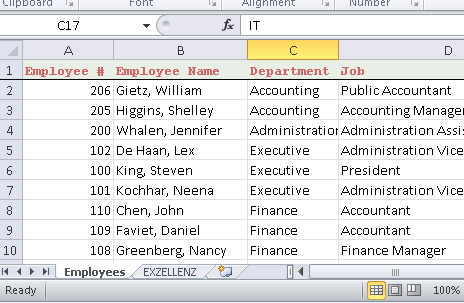 Clipboard Font Alignment Number
C17 fx IT
A B C D
1 Employee # Employee Name Department Job
2 206 Gietz, William Accounting Public Accountant
3 205 Higgins, Shelley Accounting Accounting Manager
4 200 Whalen, Jennifer Administration Administration Assis
5 102 De Haan, Lex Executive Administration Vice
6 100 King, Steven Executive President
7 101 Kochhar, Neena Executive Administration Vice
8 110 Chen, John Finance Accountant
9 109 Faviet, Daniel Finance Accountant
10 108 Greenberg, Nancy Finance Finance Manager
Employees EXZELLENZ
Ready 100%